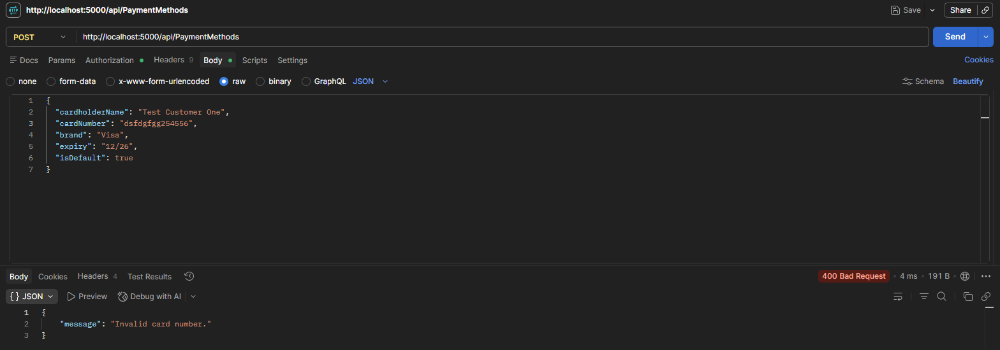 HTTP http://localhost:5000/api/PaymentMethods Save Share
POST http://localhost:5000/api/PaymentMethods Send
Docs Params Authorization Headers 9 Body Scripts Settings Cookies
none form-data x-www-form-urlencoded raw binary GraphQL JSON Schema Beautify
1 {
2 "cardholderName": "Test Customer One",
3 "cardNumber": "dsfdgfgg254556",
4 "brand": "Visa",
5 "expiry": "12/26",
6 "isDefault": true
7 }
Body Cookies Headers 4 Test Results 400 Bad Request • 4 ms • 191 B •
{} JSON Preview Debug with AI
1 {
2 "message": "Invalid card number."
3 }